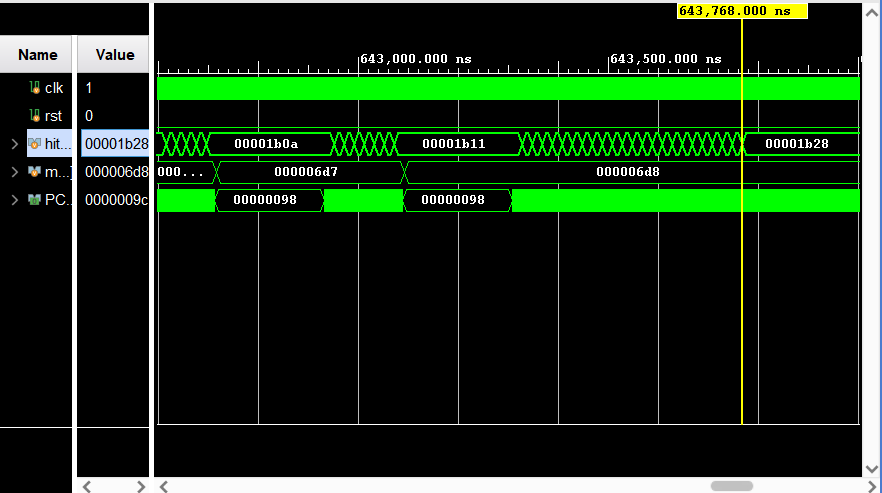 643,768.000 ns
Name Value
643,000.000 ns 643,500.000 ns
clk 1
rst 0
hit... 00001b28 00001b0a 00001b11 00001b28
m...] 000006d8 000... 000006d7 000006d8
PC... 0000009c 00000098 00000098